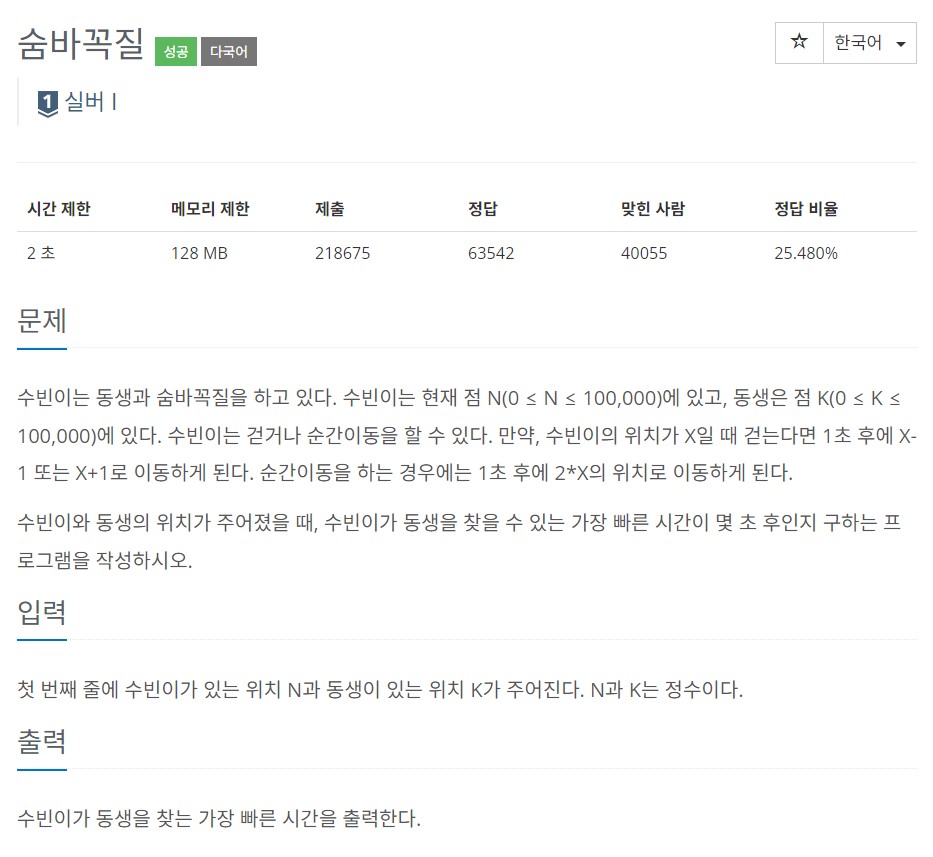 숨바꼭질 성공 다국어
☆ 한국어
1 실버 I
시간 제한 메모리 제한 제출 정답 맞힌 사람 정답 비율
2 초 128 MB 218675 63542 40055 25.480%
문제
수빈이는 동생과 숨바꼭질을 하고 있다. 수빈이는 현재 점 N(0 ≤ N ≤ 100,000)에 있고, 동생은 점 K(0 ≤ K ≤
100,000)에 있다. 수빈이는 걷거나 순간이동을 할 수 있다. 만약, 수빈이의 위치가 X일 때 걷는다면 1초 후에 X-
1 또는 X+1로 이동하게 된다. 순간이동을 하는 경우에는 1초 후에 2*X의 위치로 이동하게 된다.
수빈이와 동생의 위치가 주어졌을 때, 수빈이가 동생을 찾을 수 있는 가장 빠른 시간이 몇 초 후인지 구하는 프
로그램을 작성하시오.
입력
첫 번째 줄에 수빈이가 있는 위치 N과 동생이 있는 위치 K가 주어진다. N과 K는 정수이다.
출력
수빈이가 동생을 찾는 가장 빠른 시간을 출력한다.